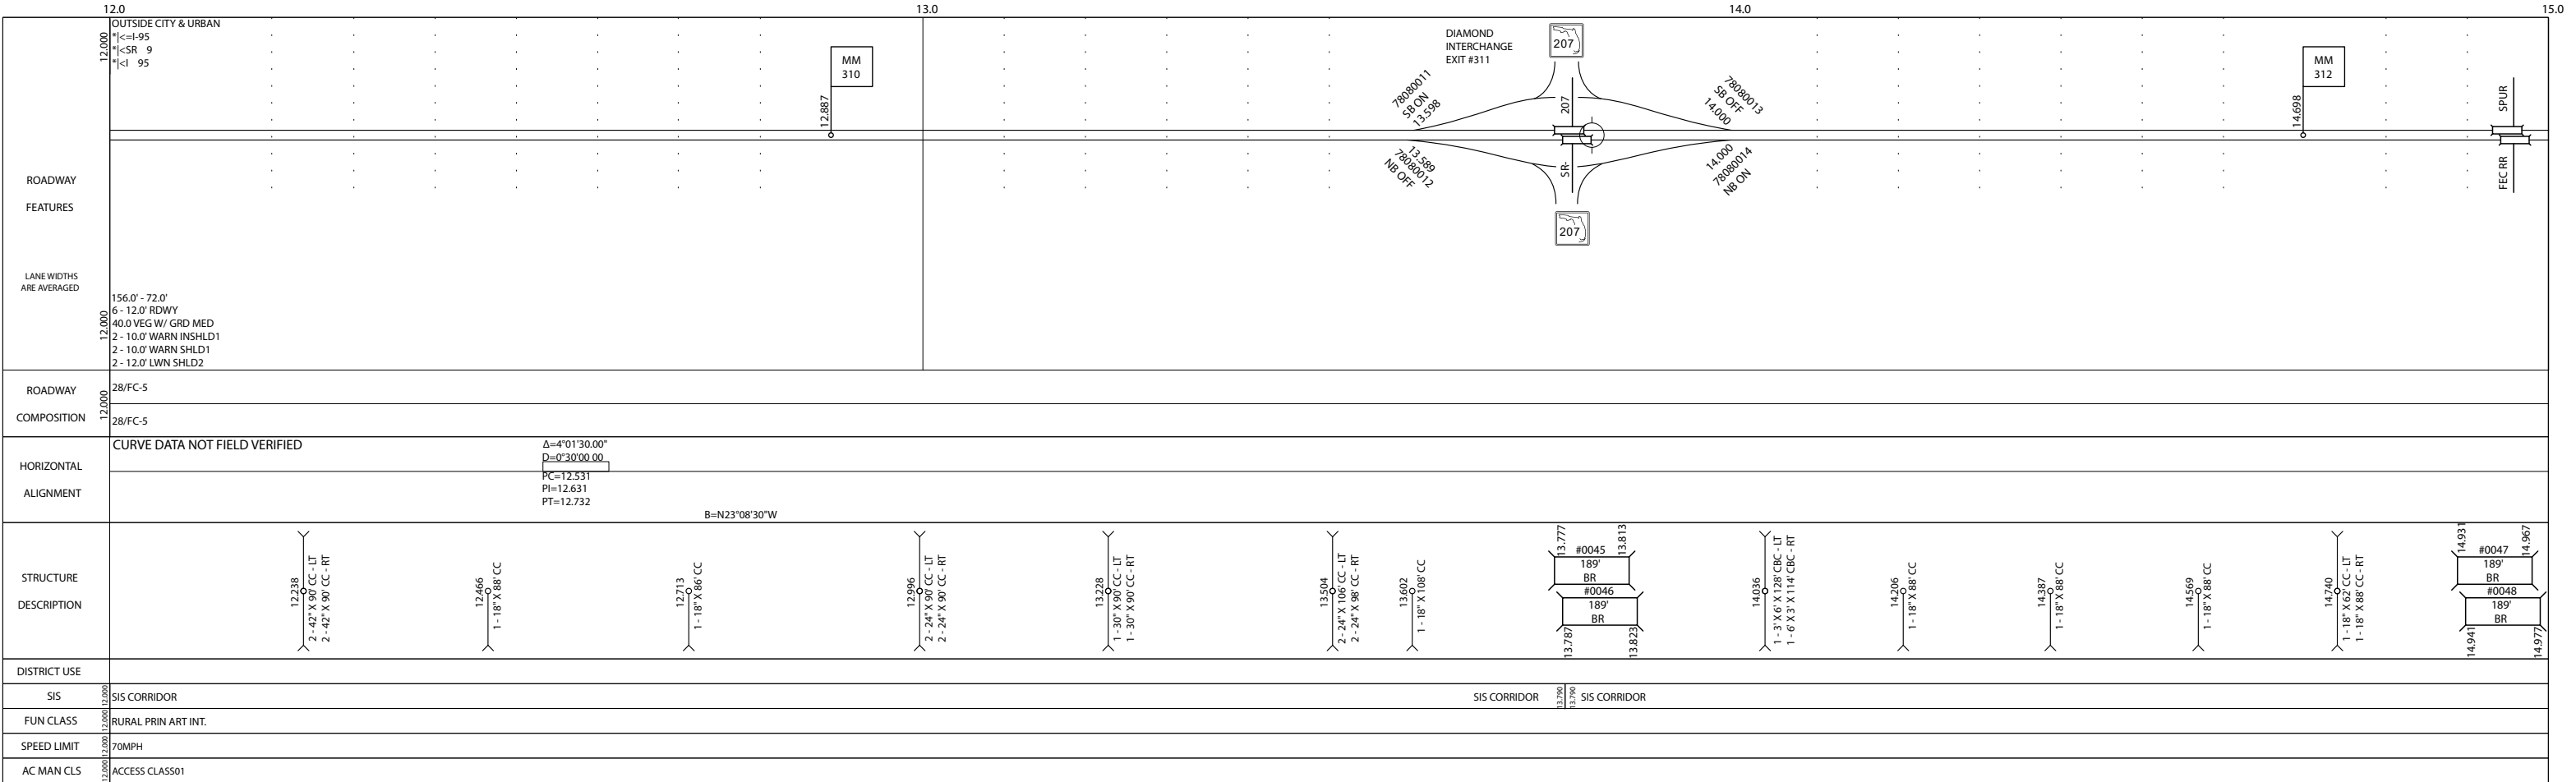 12.0
13.0
14.0
15.0
12.000
OUTSIDE CITY & URBAN
*|<=I-95
*|<SR 9
*|<I 95
MM
310
12.887
DIAMOND
INTERCHANGE
EXIT #311
207
78080011
SB ON
13.598
78080013
SB OFF
14.000
207
SR-
13.589
78080012
NB OFF
14.000
78080014
NB ON
207
MM
312
14.698
SPUR
FEC RR
ROADWAY
FEATURES
LANE WIDTHS
ARE AVERAGED
12.000
156.0' - 72.0'
6 - 12.0' RDWY
40.0 VEG W/ GRD MED
2 - 10.0' WARN INSHLD1
2 - 10.0' WARN SHLD1
2 - 12.0' LWN SHLD2
ROADWAY
COMPOSITION
12.000
28/FC-5
28/FC-5
HORIZONTAL
ALIGNMENT
CURVE DATA NOT FIELD VERIFIED
Δ=4°01'30.00"
D=0°30'00 00
PC=12.531
PI=12.631
PT=12.732
B=N23°08'30"W
STRUCTURE
DESCRIPTION
12.238
2 - 42" X 90' CC - LT
2 - 42" X 90' CC - RT
12.466
1 - 18" X 88' CC
12.713
1 - 18" X 86' CC
12.996
2 - 24" X 90' CC - LT
2 - 24" X 90' CC - RT
13.228
1 - 30" X 90' CC - LT
1 - 30" X 90' CC - RT
13.504
2 - 24" X 106' CC - LT
2 - 24" X 98' CC - RT
13.602
1 - 18" X 108' CC
13.777
13.813
#0045
189'
BR
#0046
189'
BR
13.787
13.823
14.036
1 - 3' X 6' X 128' CBC - LT
1 - 6' X 3' X 114' CBC - RT
14.206
1 - 18" X 88' CC
14.387
1 - 18" X 88' CC
14.569
1 - 18" X 88' CC
14.740
1 - 18" X 62' CC - LT
1 - 18" X 88' CC - RT
14.931
14.967
#0047
189'
BR
#0048
189'
BR
14.941
14.977
DISTRICT USE
SIS
12.000
SIS CORRIDOR
SIS CORRIDOR
13.790
13.790
SIS CORRIDOR
FUN CLASS
12.000
RURAL PRIN ART INT.
SPEED LIMIT
12.000
70MPH
AC MAN CLS
12.000
ACCESS CLASS01